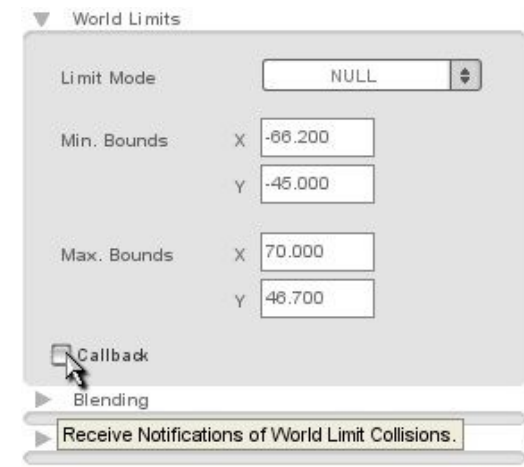 World Limits
Limit Mode NULL
Min. Bounds X -66.200
Y -45.000
Max. Bounds X 70.000
Y 46.700
Callback
Blending
Receive Notifications of World Limit Collisions.